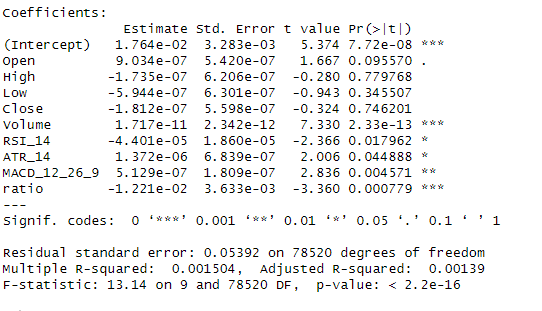 Coefficients:
               Estimate Std. Error t value Pr(>|t|)
(Intercept)   1.764e-02  3.283e-03   5.374 7.72e-08 ***
Open          9.034e-07  5.420e-07   1.667 0.095570 .
High         -1.735e-07  6.206e-07  -0.280 0.779768
Low          -5.944e-07  6.301e-07  -0.943 0.345507
Close        -1.812e-07  5.598e-07  -0.324 0.746201
Volume        1.717e-11  2.342e-12   7.330 2.33e-13 ***
RSI_14       -4.401e-05  1.860e-05  -2.366 0.017962 *
ATR_14        1.372e-06  6.839e-07   2.006 0.044888 *
MACD_12_26_9  5.129e-07  1.809e-07   2.836 0.004571 **
ratio        -1.221e-02  3.633e-03  -3.360 0.000779 ***
---
Signif. codes:  0 ‘***’ 0.001 ‘**’ 0.01 ‘*’ 0.05 ‘.’ 0.1 ‘ ’ 1
Residual standard error: 0.05392 on 78520 degrees of freedom
Multiple R-squared:  0.001504,  Adjusted R-squared:  0.00139
F-statistic: 13.14 on 9 and 78520 DF,  p-value: < 2.2e-16